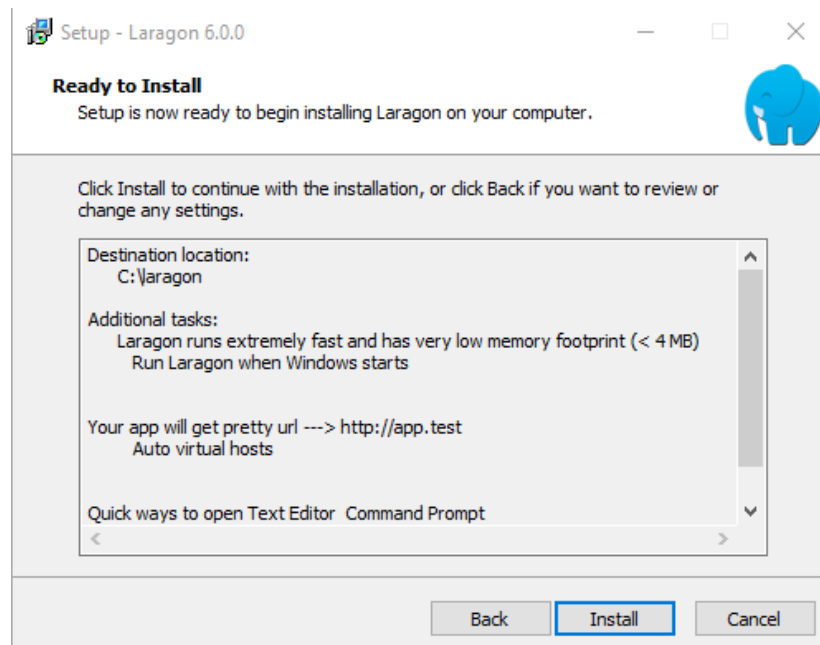 Setup - Laragon 6.0.0
Ready to Install
Setup is now ready to begin installing Laragon on your computer.
Click Install to continue with the installation, or click Back if you want to review or
change any settings.
Destination location:
C:\laragon
Additional tasks:
Laragon runs extremely fast and has very low memory footprint (< 4 MB)
Run Laragon when Windows starts
Your app will get pretty url ---> http://app.test
Auto virtual hosts
Quick ways to open Text Editor  Command Prompt
Back
Install
Cancel